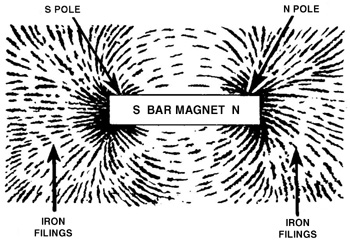 S POLE
N POLE
S BAR MAGNET N
IRON
FILINGS
IRON
FILINGS